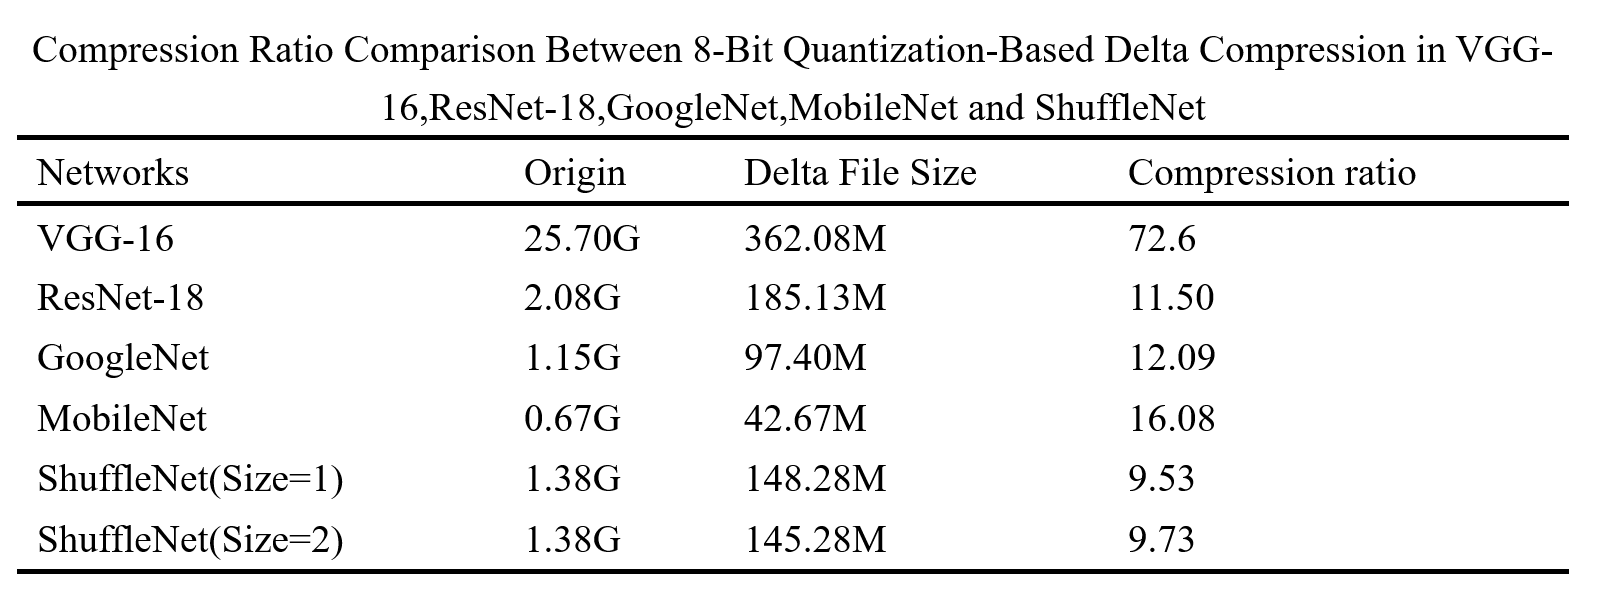 Compression Ratio Comparison Between 8-Bit Quantization-Based Delta Compression in VGG-
16,ResNet-18,GoogleNet,MobileNet and ShuffleNet
Networks Origin Delta File Size Compression ratio
VGG-16 25.70G 362.08M 72.6
ResNet-18 2.08G 185.13M 11.50
GoogleNet 1.15G 97.40M 12.09
MobileNet 0.67G 42.67M 16.08
ShuffleNet(Size=1) 1.38G 148.28M 9.53
ShuffleNet(Size=2) 1.38G 145.28M 9.73